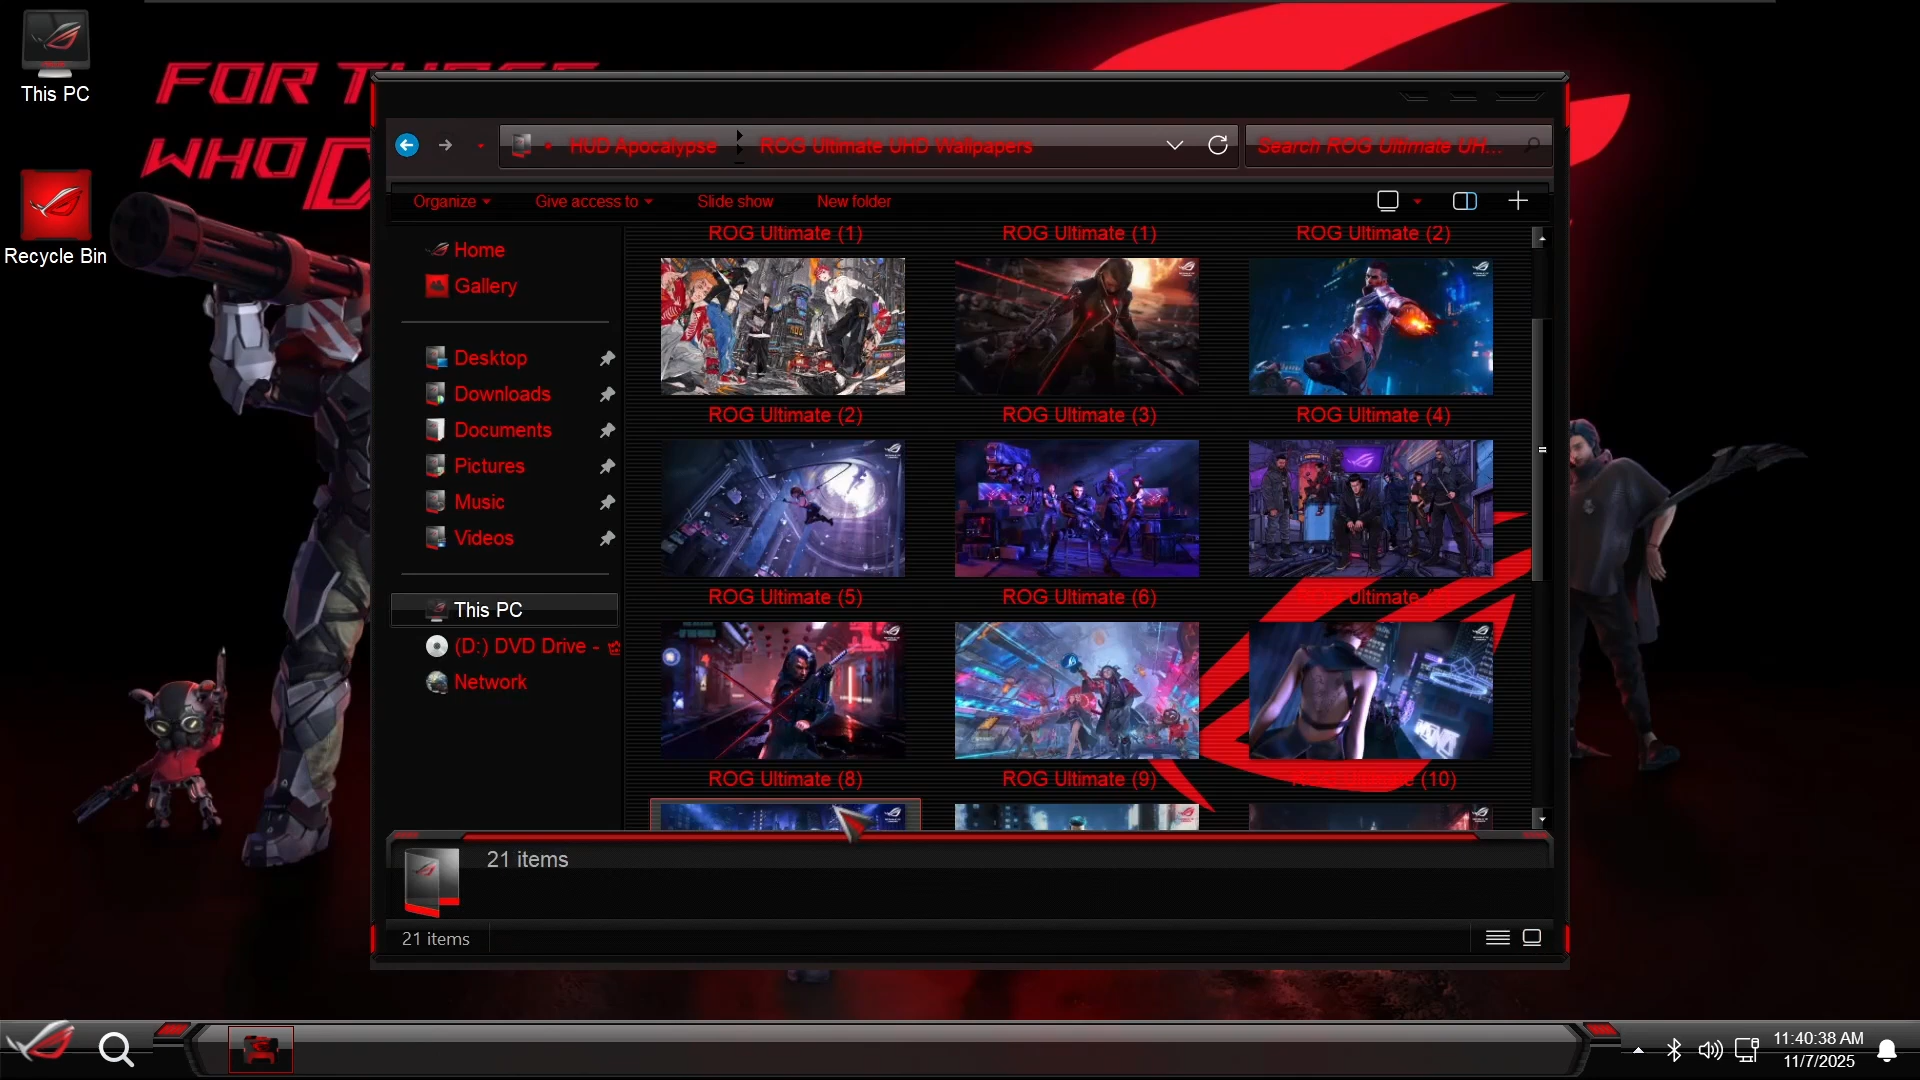 This PC
Recycle Bin
FOR
WHO
HUD Apocalypse
ROG Ultimate UHD Wallpapers
Search ROG Ultimate UH...
Organize
Give access to
Slide show
New folder
Home
Gallery
Desktop
Downloads
Documents
Pictures
Music
Videos
This PC
(D:) DVD Drive -
Network
ROG Ultimate (1)
ROG Ultimate (1)
ROG Ultimate (2)
ROG Ultimate (2)
ROG Ultimate (3)
ROG Ultimate (4)
ROG Ultimate (5)
ROG Ultimate (6)
Ultimate
ROG Ultimate (8)
ROG Ultimate (9)
(10)
21 items
21 items
11:40:38 AM
11/7/2025